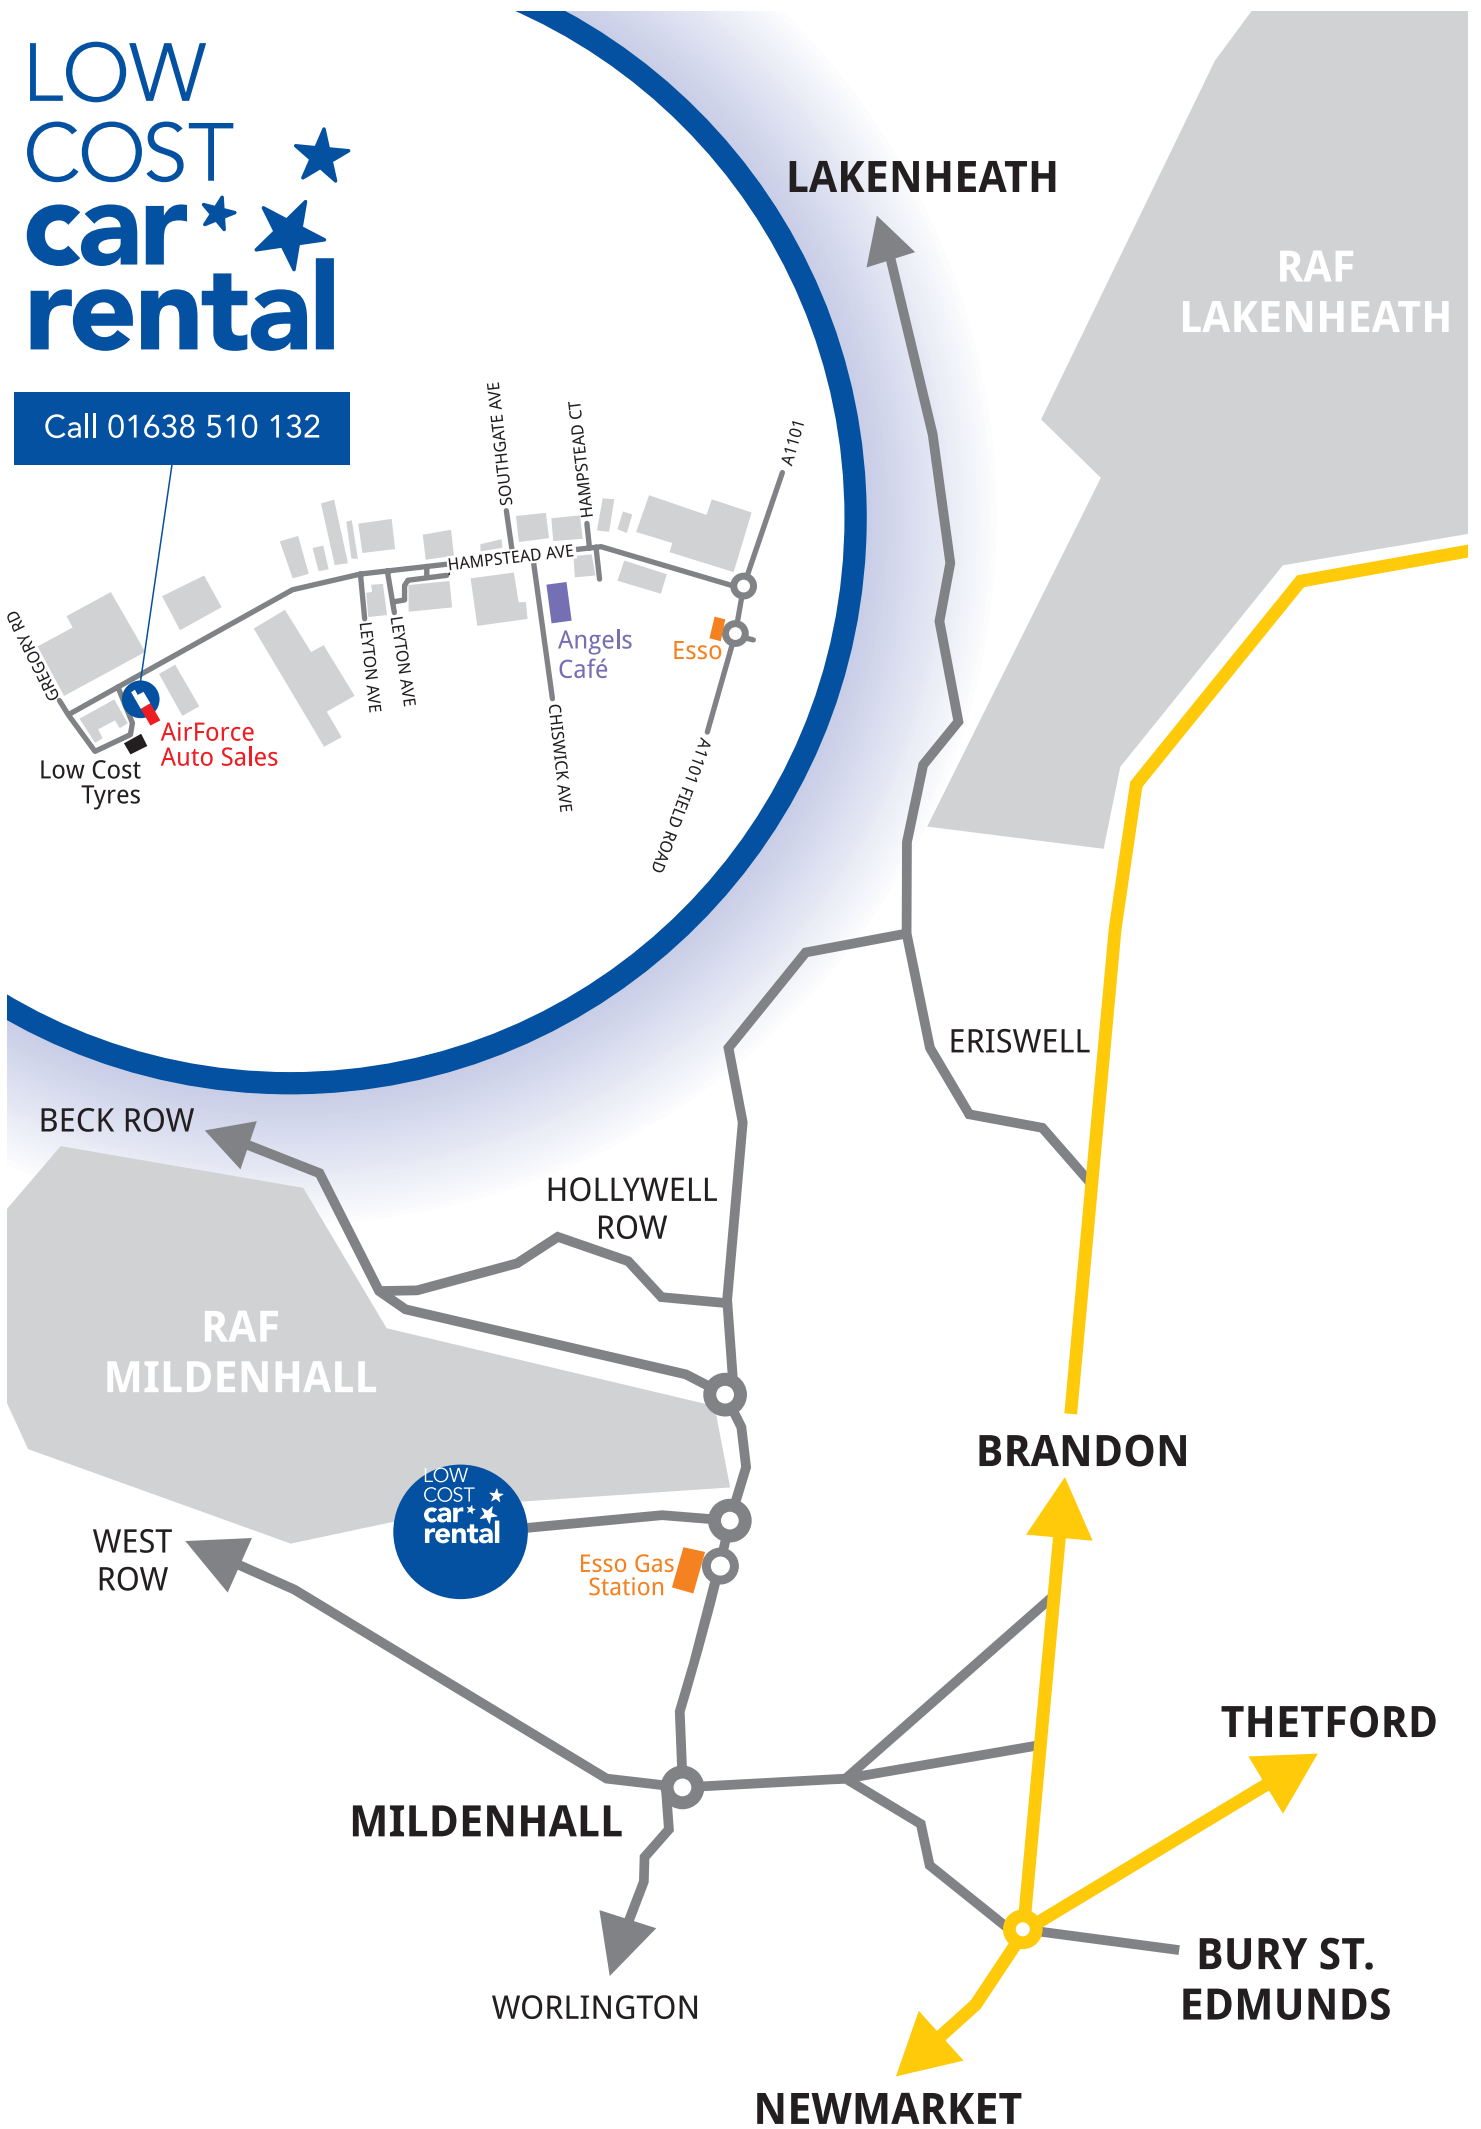 LOW
COST
car
rental
Call 01638 510 132
LAKENHEATH
RAF
LAKENHEATH
SOUTHGATE AVE
HAMPSTEAD CT
A1101
HAMPSTEAD AVE
GREGORY RD
LEYTON AVE
LEYTON AVE
Angels
Café
Esso
AirForce
Auto Sales
Low Cost
Tyres
CHISWICK AVE
A1101 FIELD ROAD
ERISWELL
BECK ROW
HOLLYWELL
ROW
RAF
MILDENHALL
BRANDON
LOW
COST
car
rental
WEST
ROW
Esso Gas
Station
THETFORD
MILDENHALL
BURY ST.
EDMUNDS
WORLINGTON
NEWMARKET